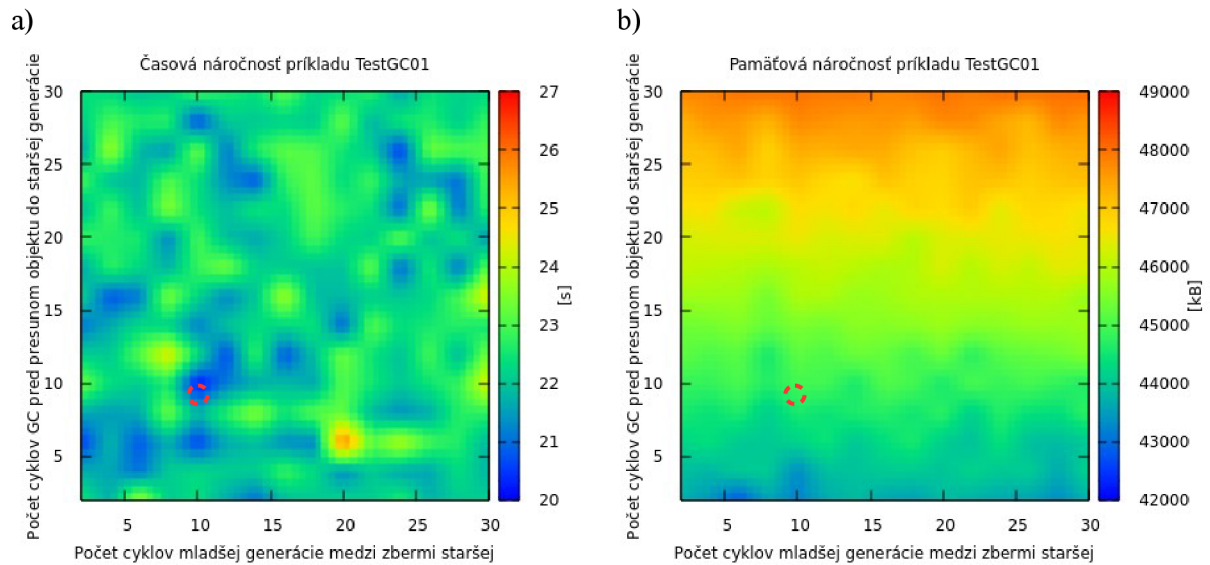 a)
Časová náročnosť príkladu TestGC01
Počet cyklov GC pred presunom objektu do staršej generácie
30
25
20
15
10
5
5 10 15 20 25 30
Počet cyklov mladšej generácie medzi zbermi staršej
27
26
25
24
23
22
21
20
[s]
b)
Pamäťová náročnosť príkladu TestGC01
Počet cyklov GC pred presunom objektu do staršej generácie
30
25
20
15
10
5
5 10 15 20 25 30
Počet cyklov mladšej generácie medzi zbermi staršej
49000
48000
47000
46000
45000
44000
43000
42000
[kB]